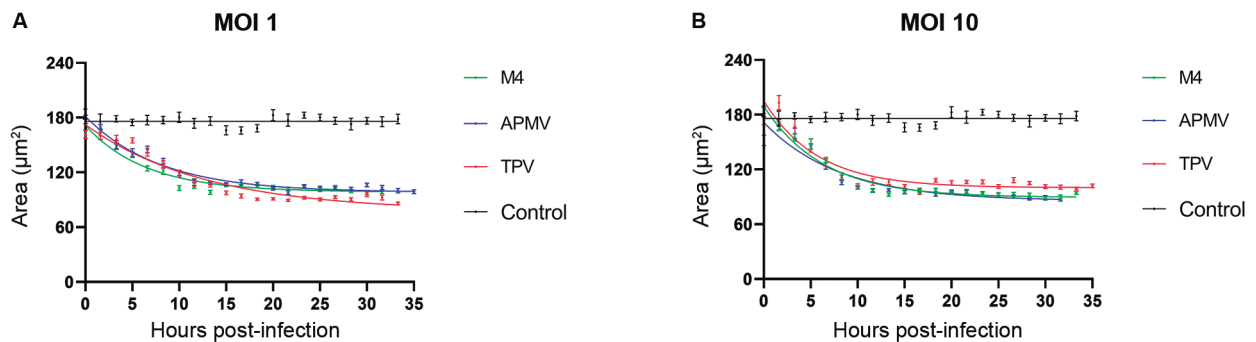 A
MOI 1
Area (μm²)
240
180
120
60
0
0 5 10 15 20 25 30 35
Hours post-infection
M4
APMV
TPV
Control
B
MOI 10
Area (μm²)
240
180
120
60
0
0 5 10 15 20 25 30 35
Hours post-infection
M4
APMV
TPV
Control